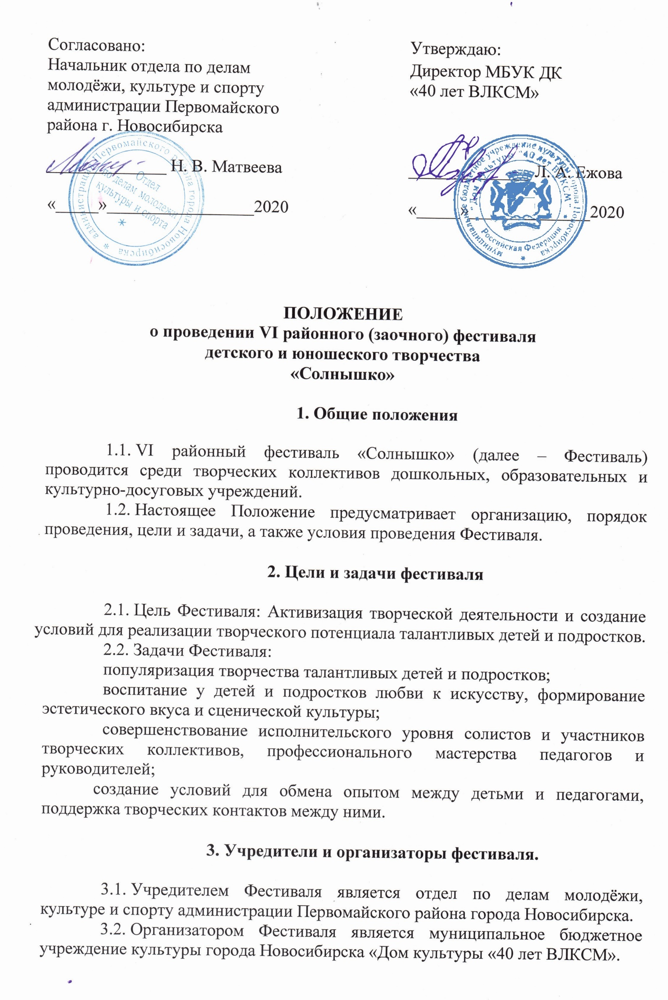 Согласовано:
Начальник отдела по делам
молодёжи, культуре и спорту
администрации Первомайского
района г. Новосибирска
Н. В. Матвеева
«_____»_________________2020
администрация Первомайского района города Новосибирска
Отдел
по делам молодежи
культуры и спорта
Утверждаю:
Директор МБУК ДК
«40 лет ВЛКСМ»
Л. А. Ежова
«_____»______________2020
муниципальное бюджетное учреждение культуры города Новосибирска
"Дом культуры "40 лет ВЛКСМ"
Российская Федерация
ПОЛОЖЕНИЕ
о проведении VI районного (заочного) фестиваля
детского и юношеского творчества
«Солнышко»
1. Общие положения
1.1. VI районный фестиваль «Солнышко» (далее – Фестиваль)
проводится среди творческих коллективов дошкольных, образовательных и
культурно-досуговых учреждений.
1.2. Настоящее Положение предусматривает организацию, порядок
проведения, цели и задачи, а также условия проведения Фестиваля.
2. Цели и задачи фестиваля
2.1. Цель Фестиваля: Активизация творческой деятельности и создание
условий для реализации творческого потенциала талантливых детей и подростков.
2.2. Задачи Фестиваля:
популяризация творчества талантливых детей и подростков;
воспитание у детей и подростков любви к искусству, формирование
эстетического вкуса и сценической культуры;
совершенствование исполнительского уровня солистов и участников
творческих коллективов, профессионального мастерства педагогов и
руководителей;
создание условий для обмена опытом между детьми и педагогами,
поддержка творческих контактов между ними.
3. Учредители и организаторы фестиваля.
3.1. Учредителем Фестиваля является отдел по делам молодёжи,
культуре и спорту администрации Первомайского района города Новосибирска.
3.2. Организатором Фестиваля является муниципальное бюджетное
учреждение культуры города Новосибирска «Дом культуры «40 лет ВЛКСМ».